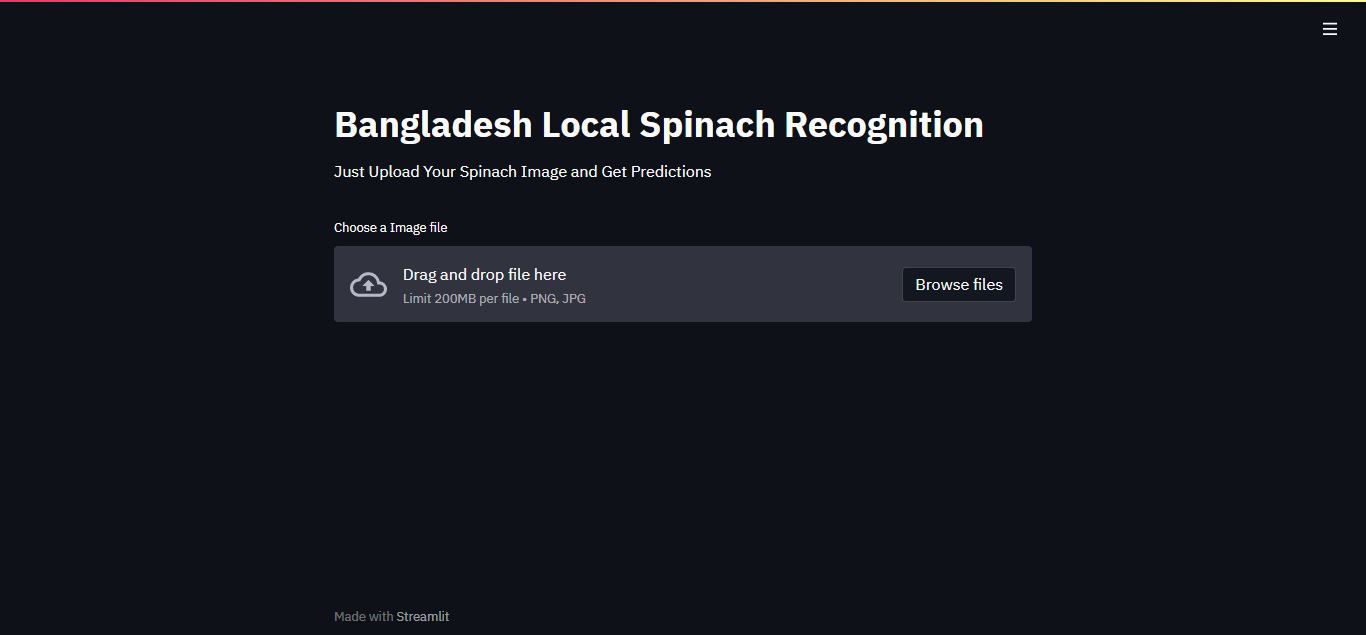 Bangladesh Local Spinach Recognition
Just Upload Your Spinach Image and Get Predictions
Choose a Image file
Drag and drop file here
Limit 200MB per file • PNG, JPG
Browse files
Made with Streamlit